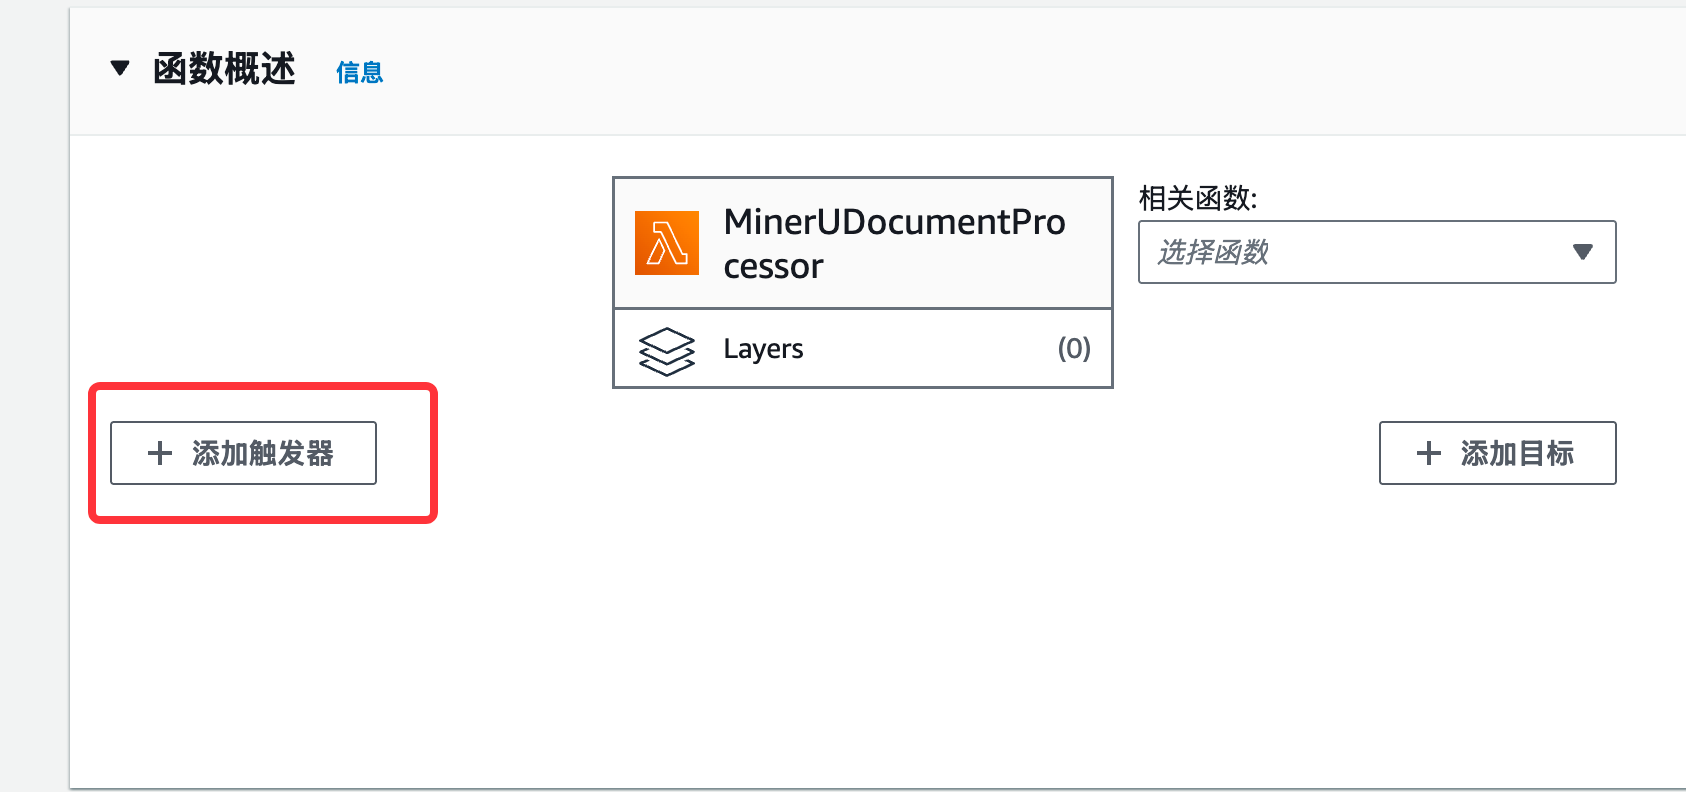 函数概述 信息
MinerUDocumentPro
cessor
相关函数:
选择函数
Layers (0)
添加触发器
添加目标